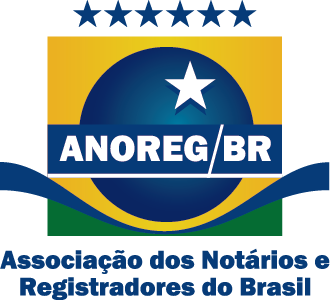 ANOREG/BR
Associação dos Notários e
Registradores do Brasil